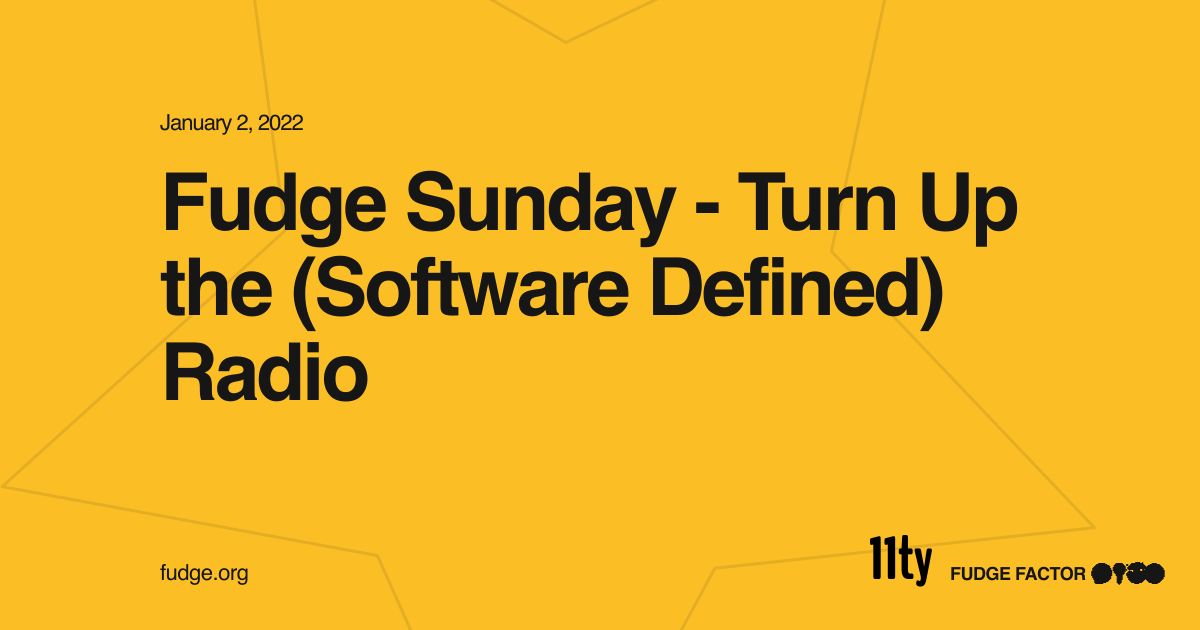 January 2, 2022
Fudge Sunday - Turn Up
the (Software Defined)
Radio
fudge.org
11ty
FUDGE FACTOR